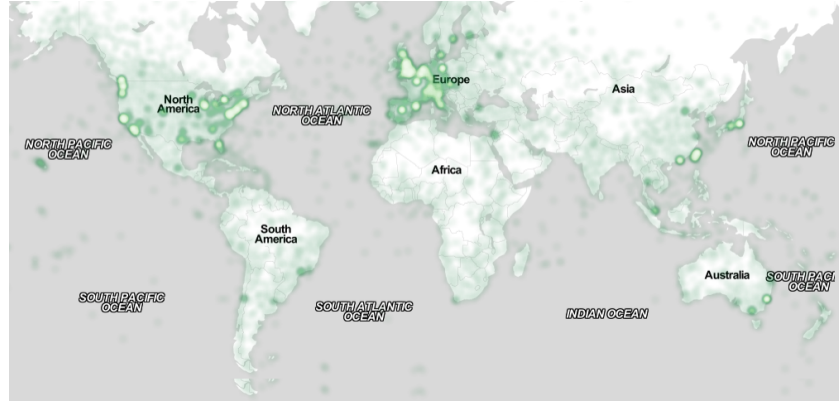 Europe
Asia
North
America
NORTH ATLANTIC
OCEAN
NORTH PACIFIC
OCEAN
NORTH PACIFIC
OCEAN
Africa
South
America
Australia
SOUTH PACI
OCEAN
SOUTH PACIFIC
OCEAN
SOUTH ATLANTIC
OCEAN
INDIAN OCEAN